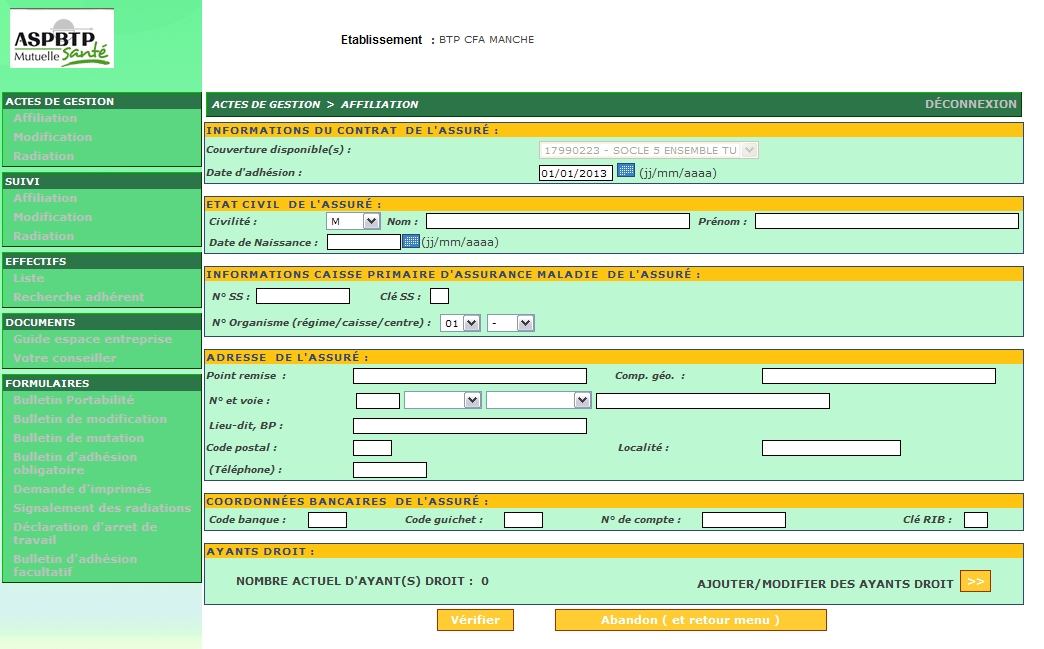 ASPBTP
Mutuelle Santé
Etablissement : BTP CFA MANCHE
ACTES DE GESTION
Affiliation
Modification
Radiation
SUIVI
Affiliation
Modification
Radiation
EFFECTIFS
Liste
Recherche adhérent
DOCUMENTS
Guide espace entreprise
Votre conseiller
FORMULAIRES
Bulletin Portabilité
Bulletin de modification
Bulletin de mutation
Bulletin d'adhésion
obligatoire
Demande d'imprimés
Signalement des radiations
Déclaration d'arret de
travail
Bulletin d'adhésion
facultatif
ACTES DE GESTION > AFFILIATION DÉCONNEXION
INFORMATIONS DU CONTRAT DE L'ASSURÉ :
Couverture disponible(s) : 17990223 - SOCLE 5 ENSEMBLE TU
Date d'adhésion : 01/01/2013 (jj/mm/aaaa)
ETAT CIVIL DE L'ASSURÉ :
Civilité : M Nom : Prénom :
Date de Naissance : (jj/mm/aaaa)
INFORMATIONS CAISSE PRIMAIRE D'ASSURANCE MALADIE DE L'ASSURÉ :
N° SS : Clé SS :
N° Organisme (régime/caisse/centre) : 01 -
ADRESSE DE L'ASSURÉ :
Point remise : Comp. géo. :
N° et voie :
Lieu-dit, BP :
Code postal : Localité :
(Téléphone) :
COORDONNÉES BANCAIRES DE L'ASSURÉ :
Code banque : Code guichet : N° de compte : Clé RIB :
AYANTS DROIT :
NOMBRE ACTUEL D'AYANT(S) DROIT : 0 AJOUTER/MODIFIER DES AYANTS DROIT >>
Vérifier Abandon ( et retour menu )